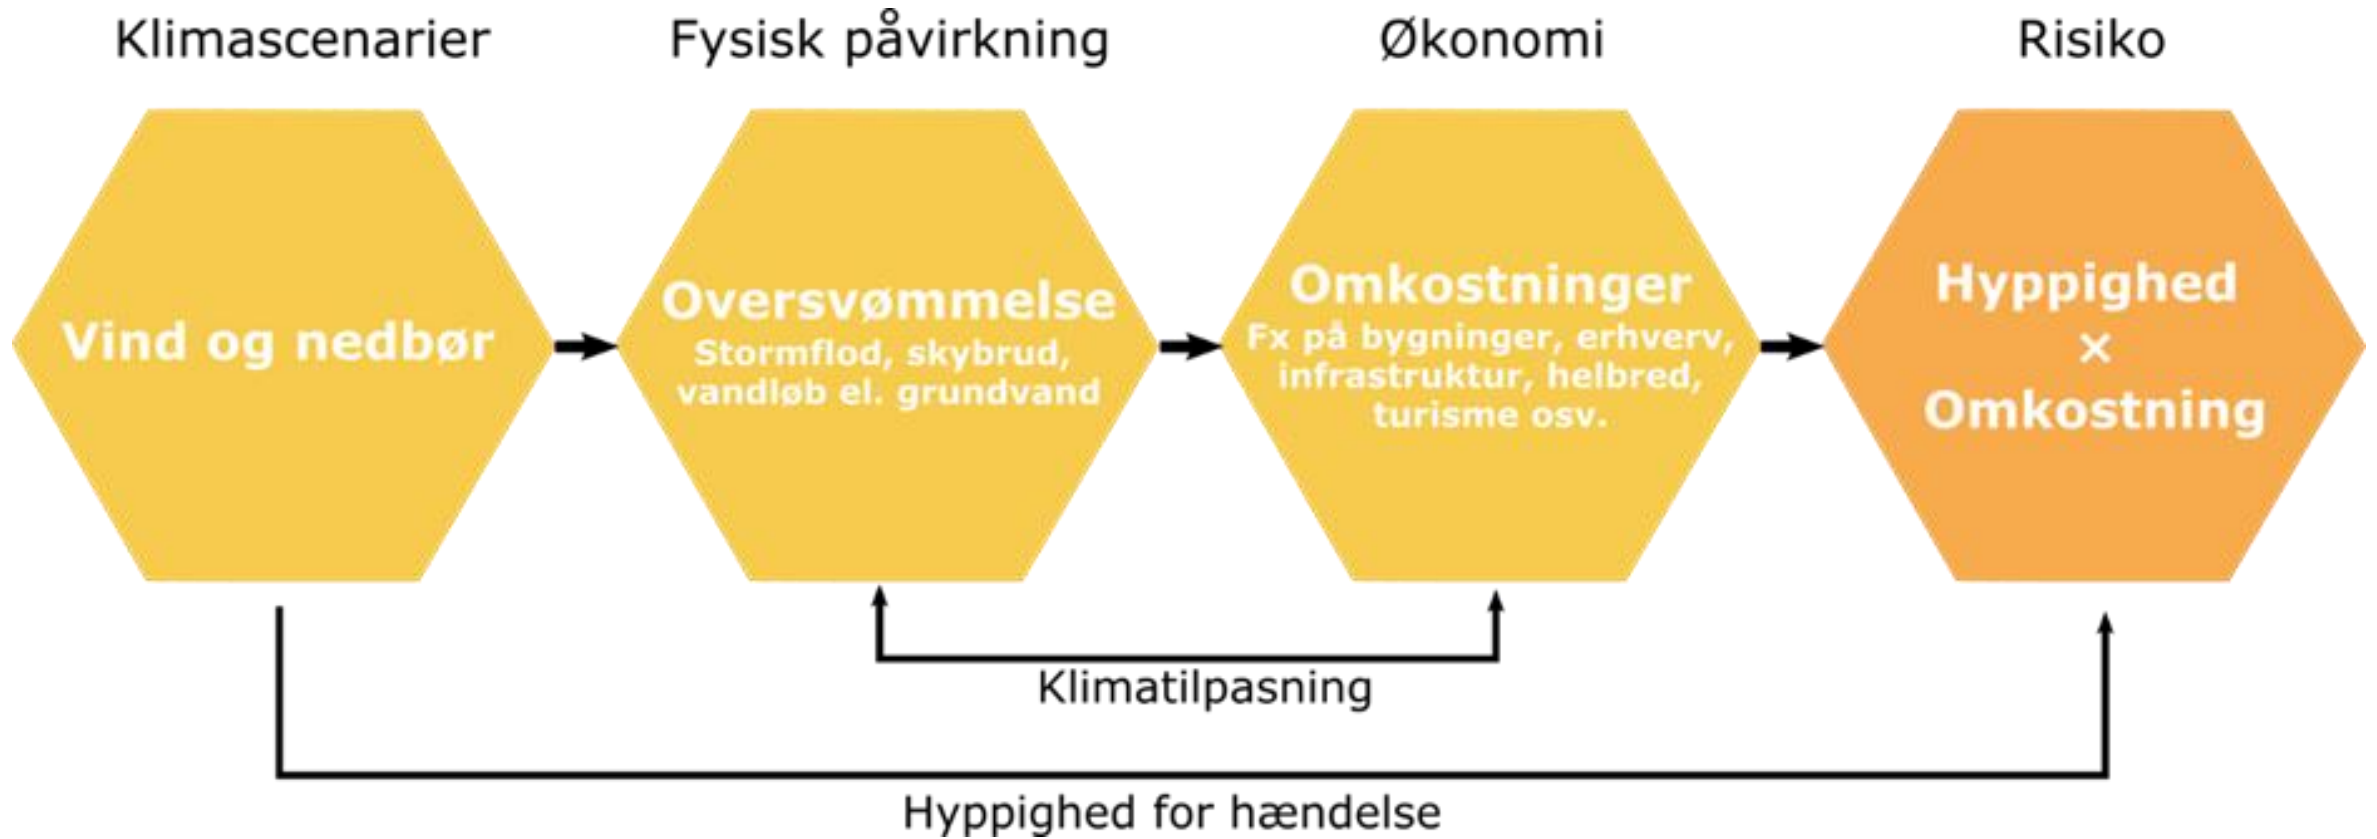 Klimascenarier
Fysisk påvirkning
Økonomi
Risiko
Vind og nedbør
Oversvømmelse
Stormflod, skybrud,
vandløb el. grundvand
Omkostninger
Fx på bygninger, erhverv,
infrastruktur, helbred,
turisme osv.
Hyppighed
×
Omkostning
Klimatilpasning
Hyppighed for hændelse